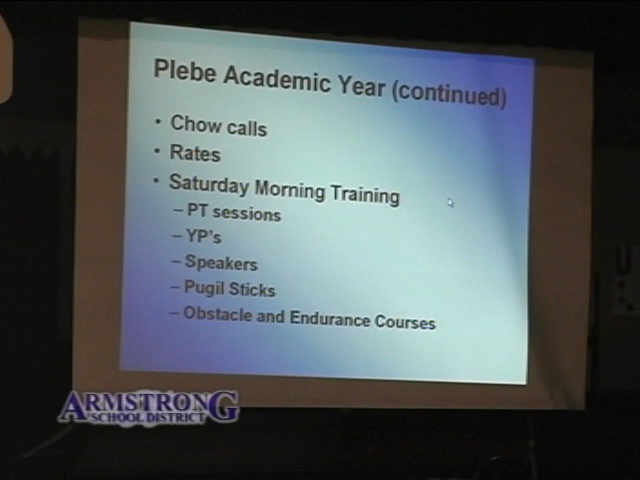 Plebe Academic Year (continued)
• Chow calls
• Rates
• Saturday Morning Training
– PT sessions
– YP's
– Speakers
– Pugil Sticks
– Obstacle and Endurance Courses
U
ARMSTRONG
SCHOOL DISTRICT